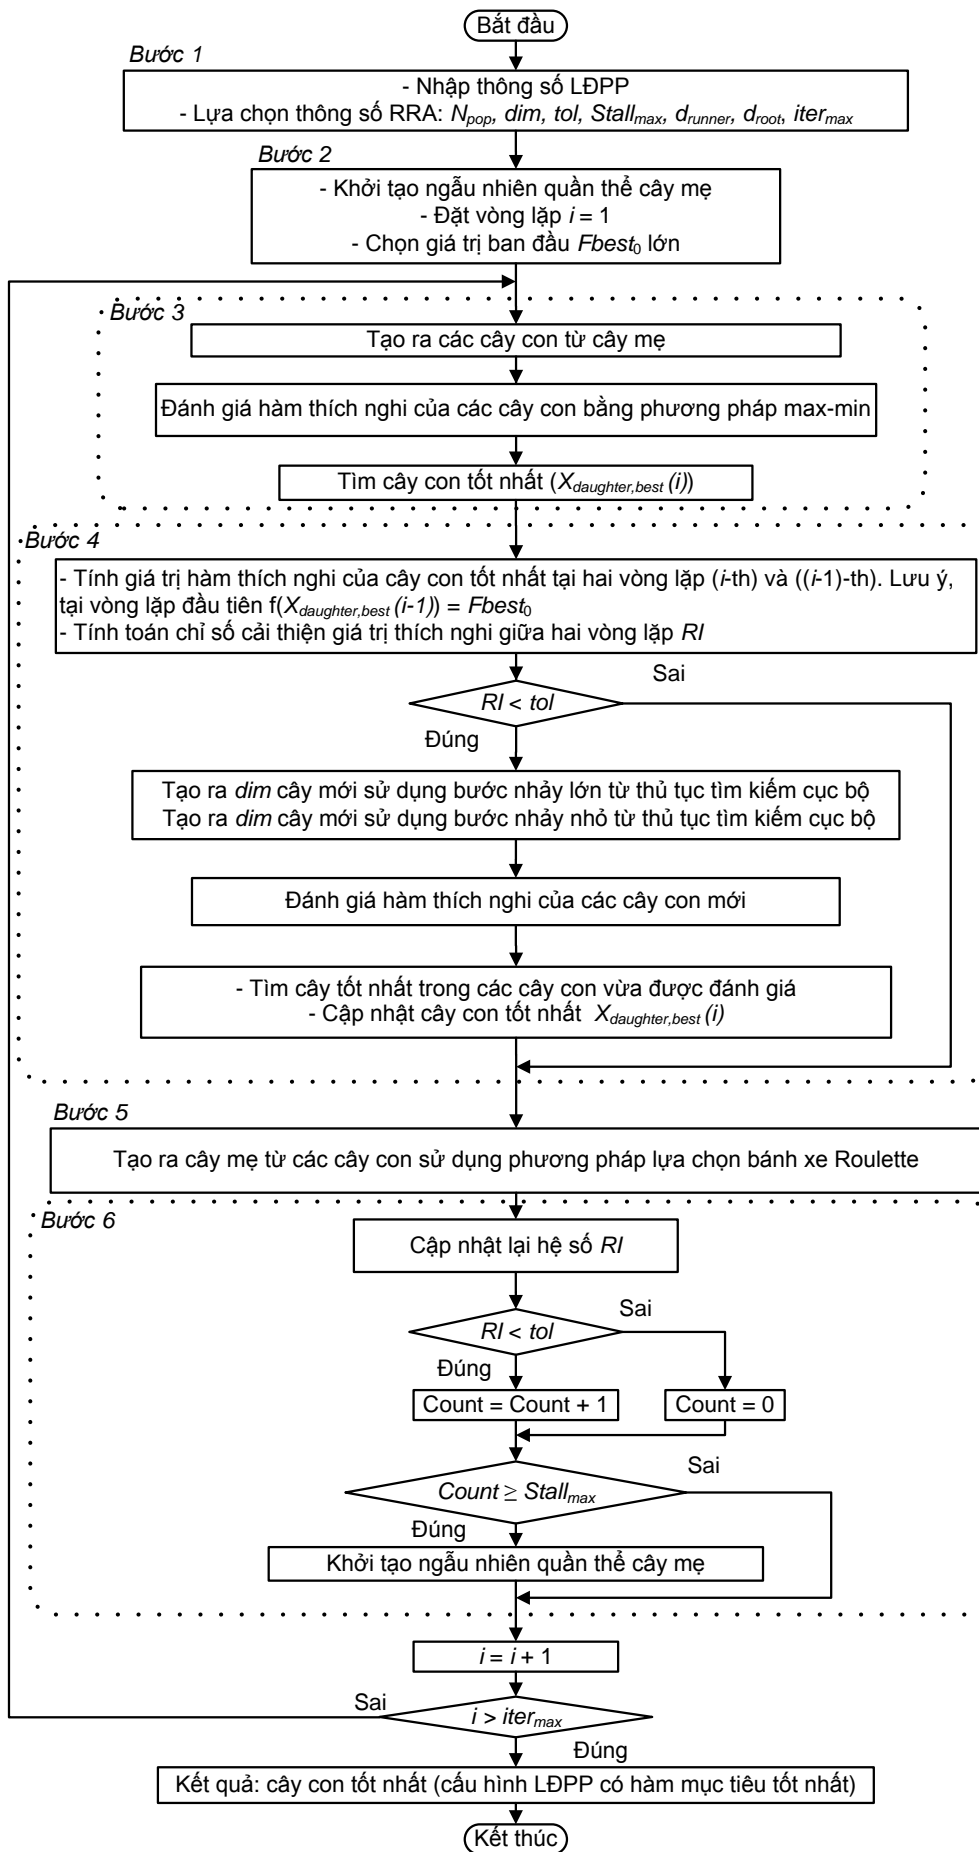 Bắt đầu
Bước 1
- Nhập thông số LĐPP
- Lựa chọn thông số RRA: Npop, dim, tol, Stallmax, drunner, droot, itermax
Bước 2
- Khởi tạo ngẫu nhiên quần thể cây mẹ
- Đặt vòng lặp i = 1
- Chọn giá trị ban đầu Fbest0 lớn
Bước 3
Tạo ra các cây con từ cây mẹ
Đánh giá hàm thích nghi của các cây con bằng phương pháp max-min
Tìm cây con tốt nhất (Xdaughter,best (i))
Bước 4
- Tính giá trị hàm thích nghi của cây con tốt nhất tại hai vòng lặp (i-th) và ((i-1)-th). Lưu ý,
tại vòng lặp đầu tiên f(Xdaughter,best (i-1)) = Fbest0
- Tính toán chỉ số cải thiện giá trị thích nghi giữa hai vòng lặp RI
Sai
RI < tol
Đúng
Tạo ra dim cây mới sử dụng bước nhảy lớn từ thủ tục tìm kiếm cục bộ
Tạo ra dim cây mới sử dụng bước nhảy nhỏ từ thủ tục tìm kiếm cục bộ
Đánh giá hàm thích nghi của các cây con mới
- Tìm cây tốt nhất trong các cây con vừa được đánh giá
- Cập nhật cây con tốt nhất Xdaughter,best (i)
Bước 5
Tạo ra cây mẹ từ các cây con sử dụng phương pháp lựa chọn bánh xe Roulette
Bước 6
Cập nhật lại hệ số RI
Sai
RI < tol
Đúng
Count = Count + 1
Count = 0
Sai
Count ≥ Stallmax
Đúng
Khởi tạo ngẫu nhiên quần thể cây mẹ
i = i + 1
Sai
i > itermax
Đúng
Kết quả: cây con tốt nhất (cấu hình LĐPP có hàm mục tiêu tốt nhất)
Kết thúc